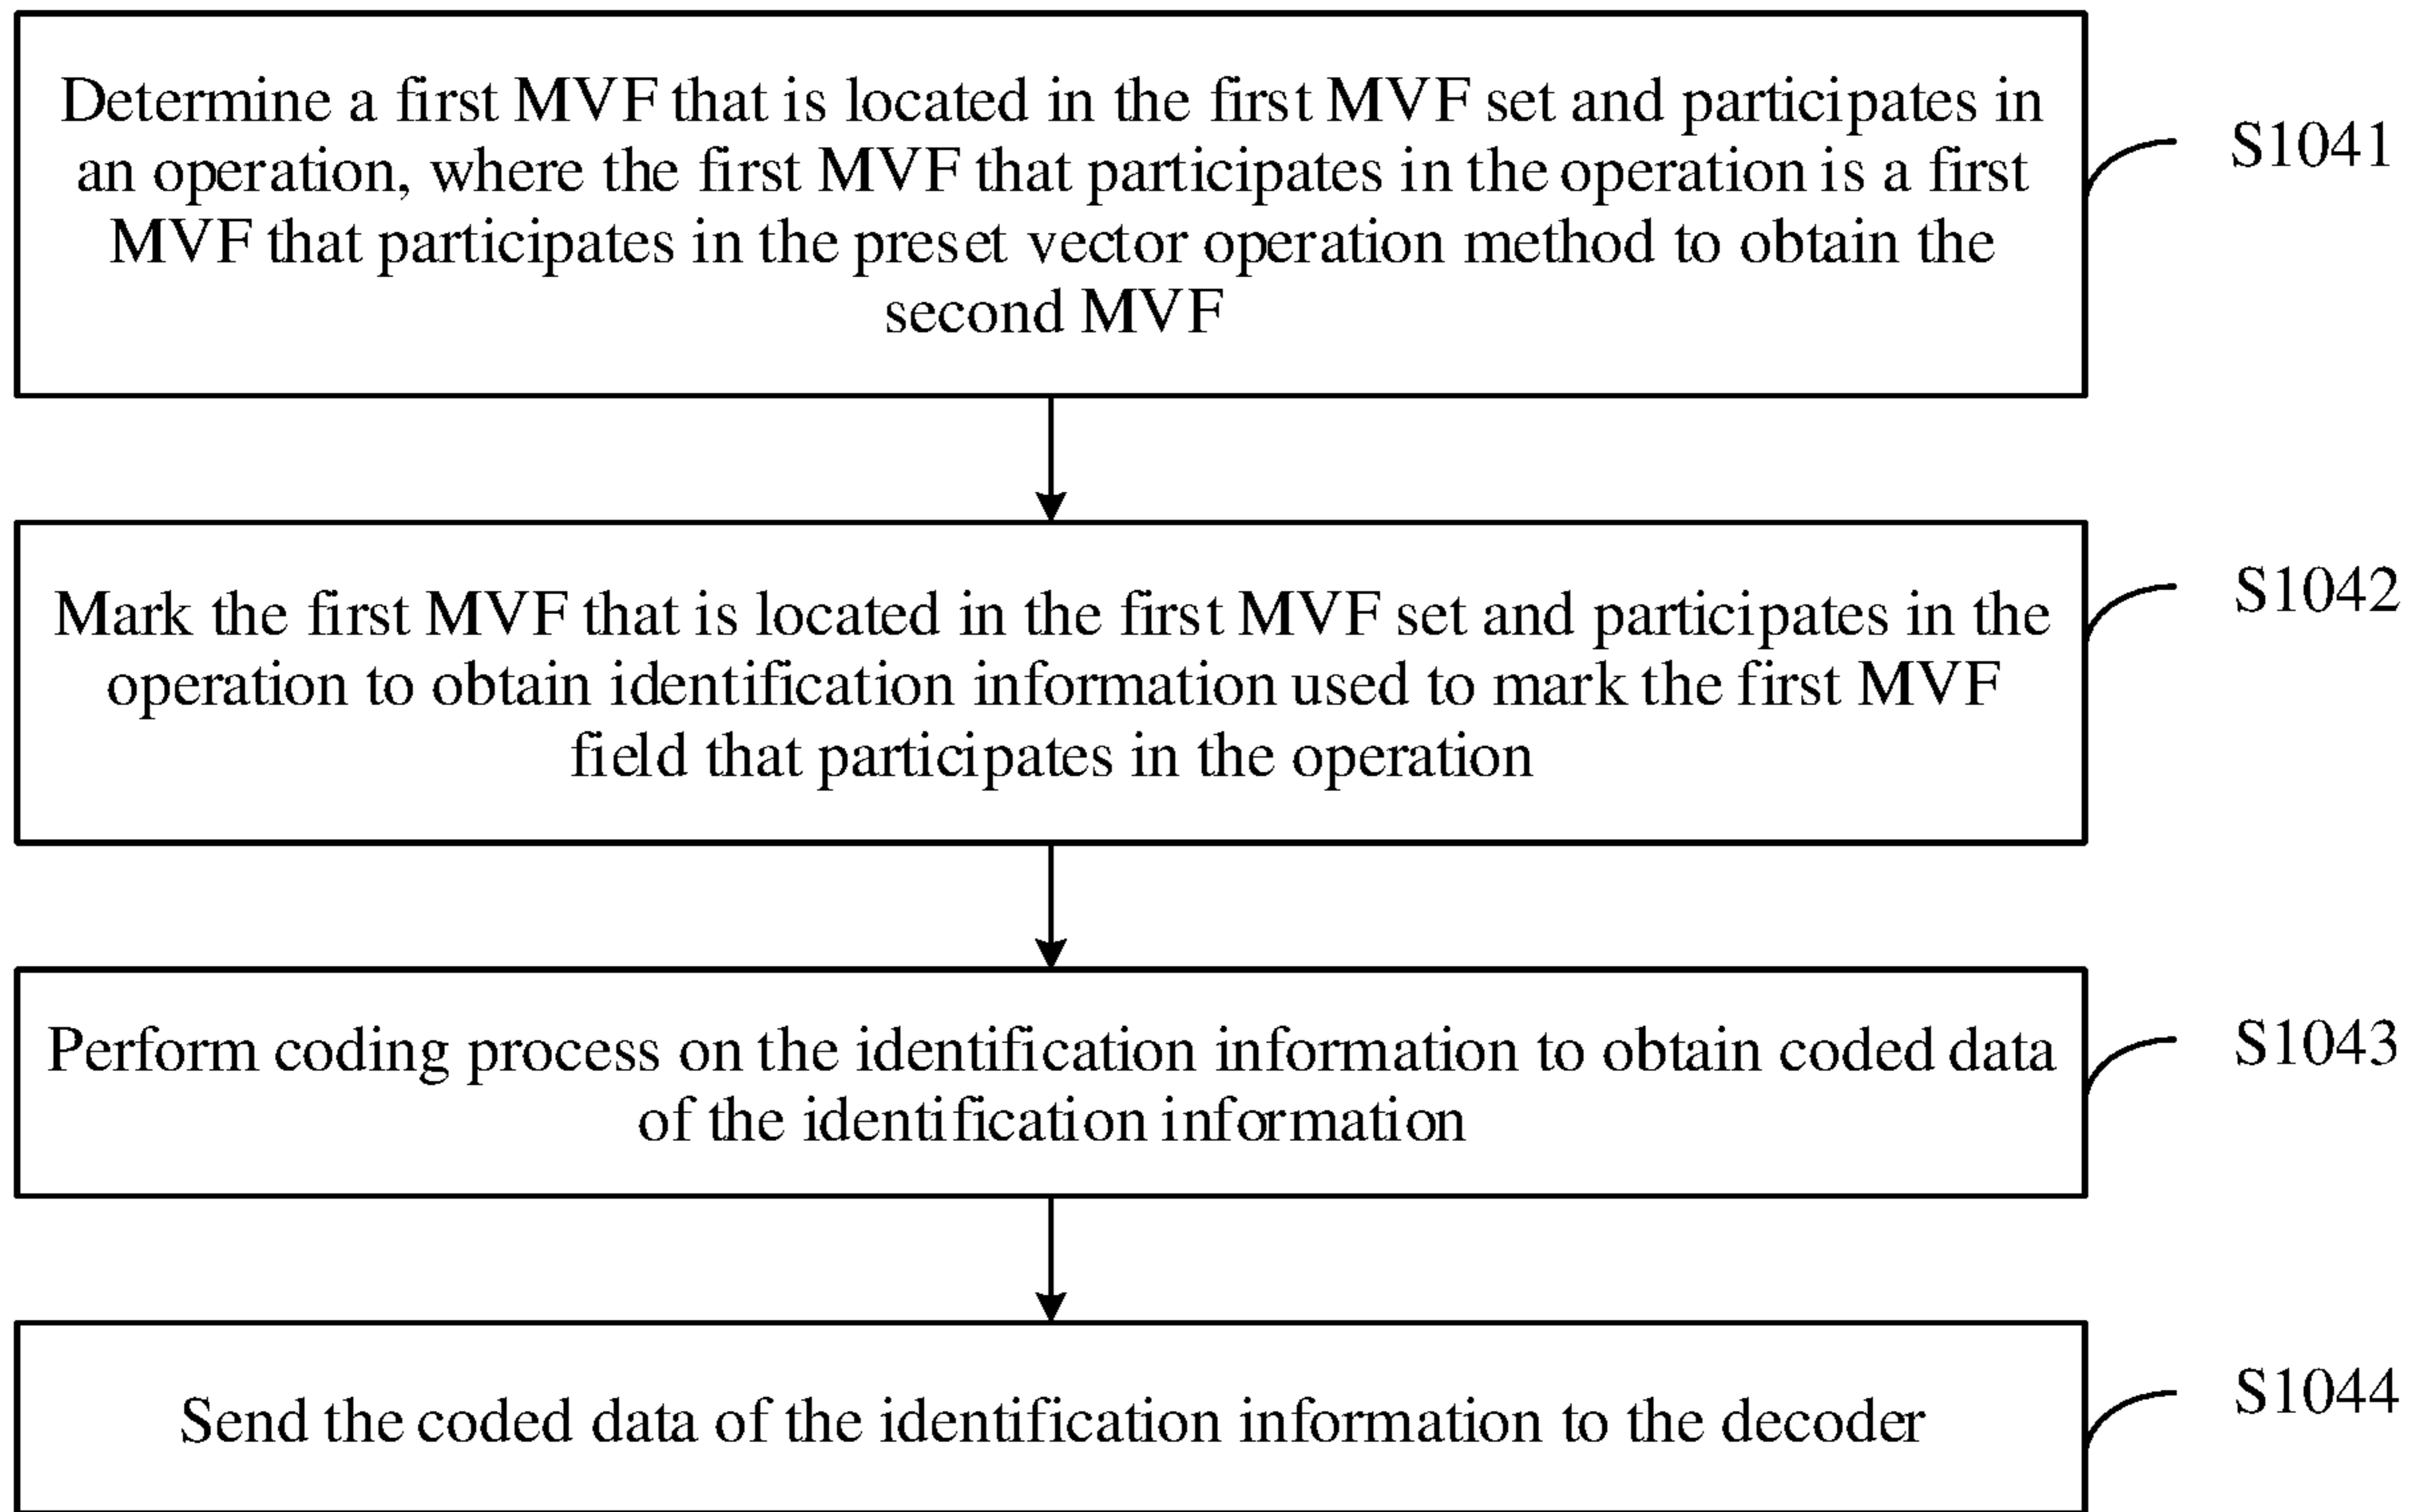 Determine a first MVF that is located in the first MVF set and participates in
an operation, where the first MVF that participates in the operation is a first
MVF that participates in the preset vector operation method to obtain the
second MVF
S1041
Mark the first MVF that is located in the first MVF set and participates in the
operation to obtain identification information used to mark the first MVF
field that participates in the operation
S1042
Perform coding process on the identification information to obtain coded data
of the identification information
S1043
Send the coded data of the identification information to the decoder
S1044